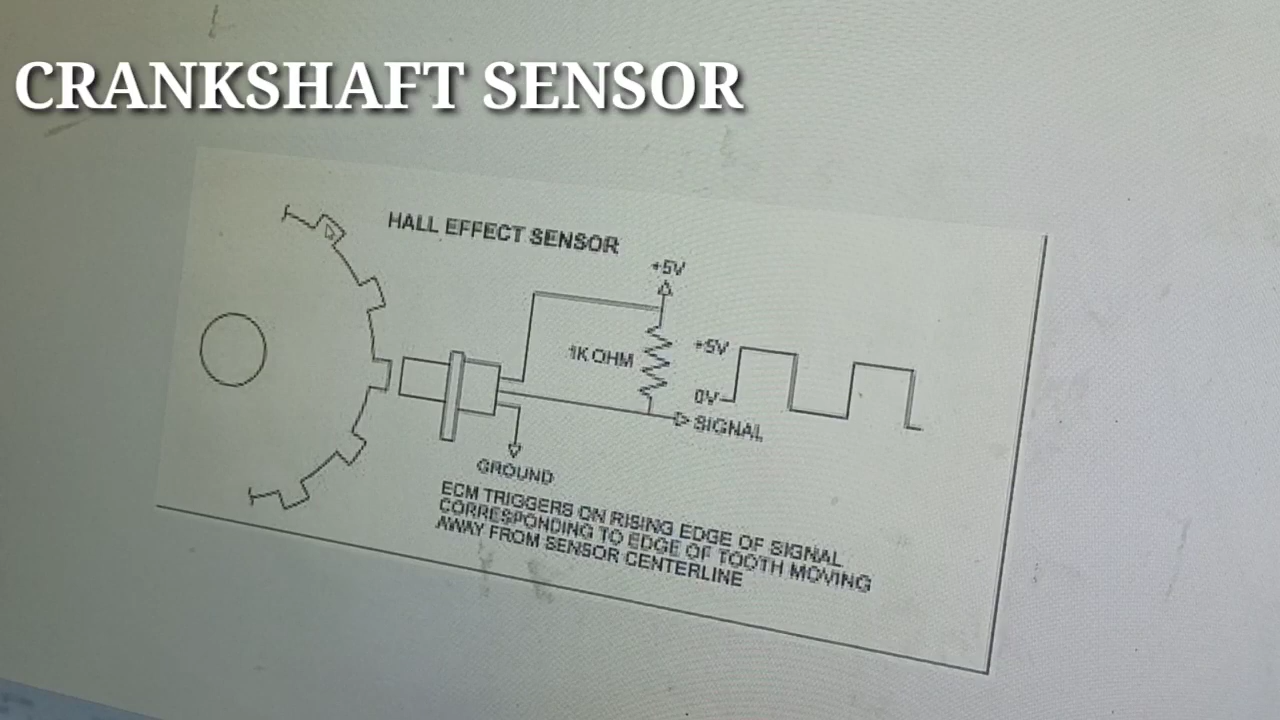 CRANKSHAFT SENSOR
HALL EFFECT SENSOR
+5V
1K OHM
+5V
0V
SIGNAL
GROUND
ECM TRIGGERS ON RISING EDGE OF SIGNAL
CORRESPONDING TO EDGE OF TOOTH MOVING
AWAY FROM SENSOR CENTERLINE